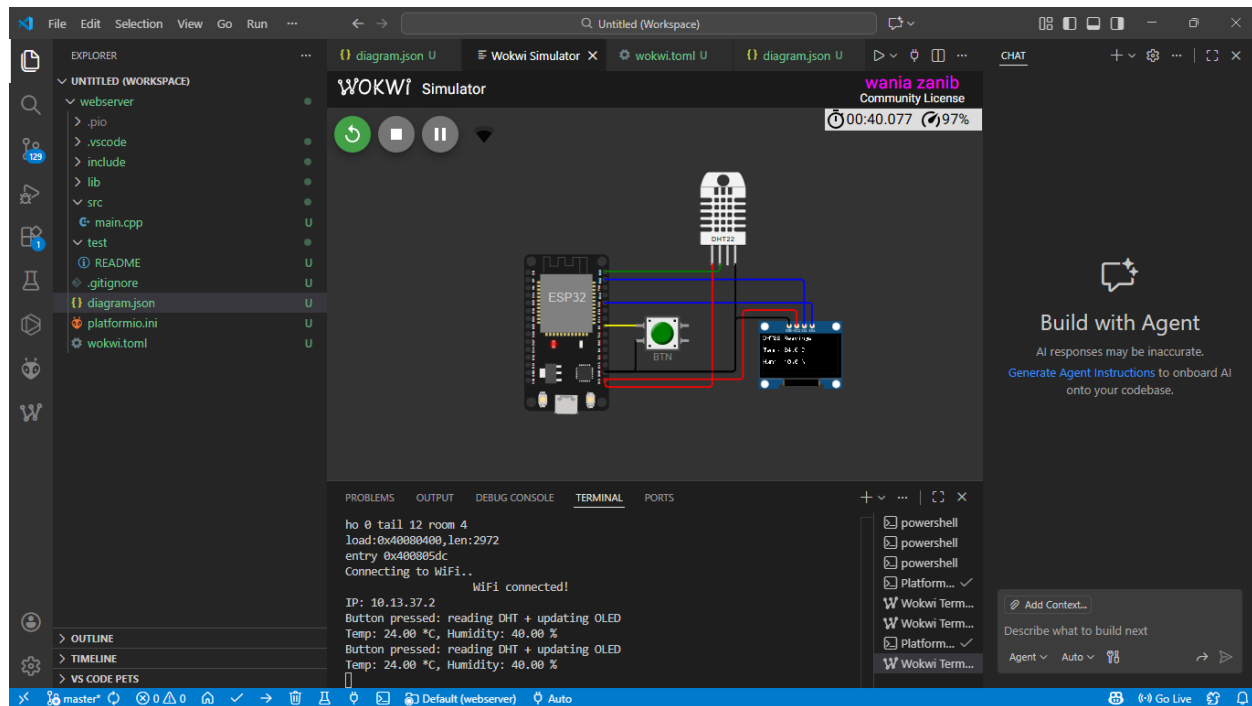 File Edit Selection View Go Run ...
Untitled (Workspace)
EXPLORER
UNTITLED (WORKSPACE)
webserver
.pio
.vscode
include
lib
src
main.cpp U
test
README U
.gitignore U
diagram.json U
platformio.ini U
wokwi.toml U
OUTLINE
TIMELINE
VS CODE PETS
129
1
diagram.json U
Wokwi Simulator
wokwi.toml U
diagram.json U
WOKWi Simulator
wania zanib
Community License
00:40.077 97%
DHT22
ESP32
BTN
PROBLEMS OUTPUT DEBUG CONSOLE TERMINAL PORTS
ho 0 tail 12 room 4
load:0x40080400,len:2972
entry 0x400805dc
Connecting to WiFi..
WiFi connected!
IP: 10.13.37.2
Button pressed: reading DHT + updating OLED
Temp: 24.00 *C, Humidity: 40.00 %
Button pressed: reading DHT + updating OLED
Temp: 24.00 *C, Humidity: 40.00 %
powershell
powershell
powershell
Platform...
Wokwi Term...
Wokwi Term...
Platform...
Wokwi Term...
CHAT
Build with Agent
AI responses may be inaccurate.
Generate Agent Instructions to onboard AI
onto your codebase.
Add Context...
Describe what to build next
Agent Auto
master* 0 0 Default (webserver) Auto Go Live